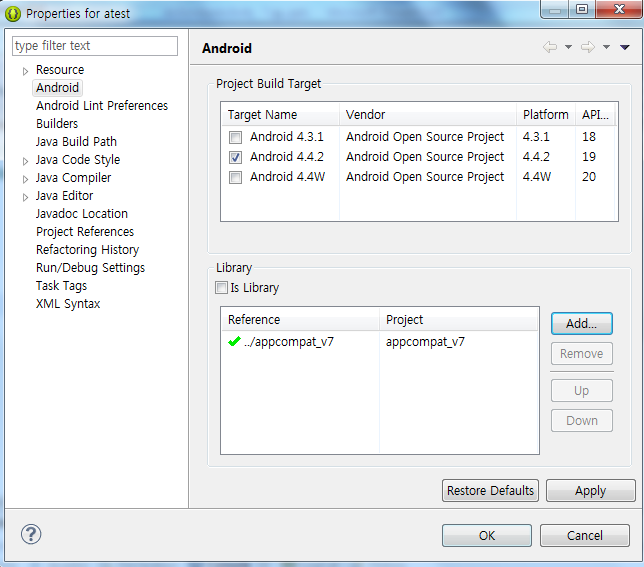 Properties for atest
type filter text
Resource
Android
Android Lint Preferences
Builders
Java Build Path
Java Code Style
Java Compiler
Java Editor
Javadoc Location
Project References
Refactoring History
Run/Debug Settings
Task Tags
XML Syntax
Android
Project Build Target
Target Name Vendor Platform API...
Android 4.3.1 Android Open Source Project 4.3.1 18
Android 4.4.2 Android Open Source Project 4.4.2 19
Android 4.4W Android Open Source Project 4.4W 20
Library
Is Library
Reference Project
../appcompat_v7 appcompat_v7
Add...
Remove
Up
Down
Restore Defaults Apply
? OK Cancel